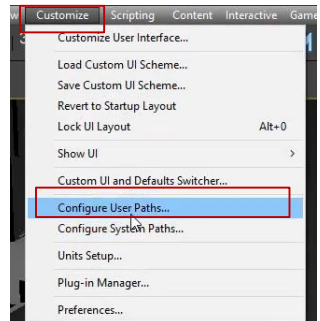 Customize Scripting Content Interactive
Customize User Interface...
Load Custom UI Scheme...
Save Custom UI Scheme...
Revert to Startup Layout
Lock UI Layout Alt+0
Show UI >
Custom UI and Defaults Switcher...
Configure User Paths...
Configure System Paths...
Units Setup...
Plug-in Manager...
Preferences...